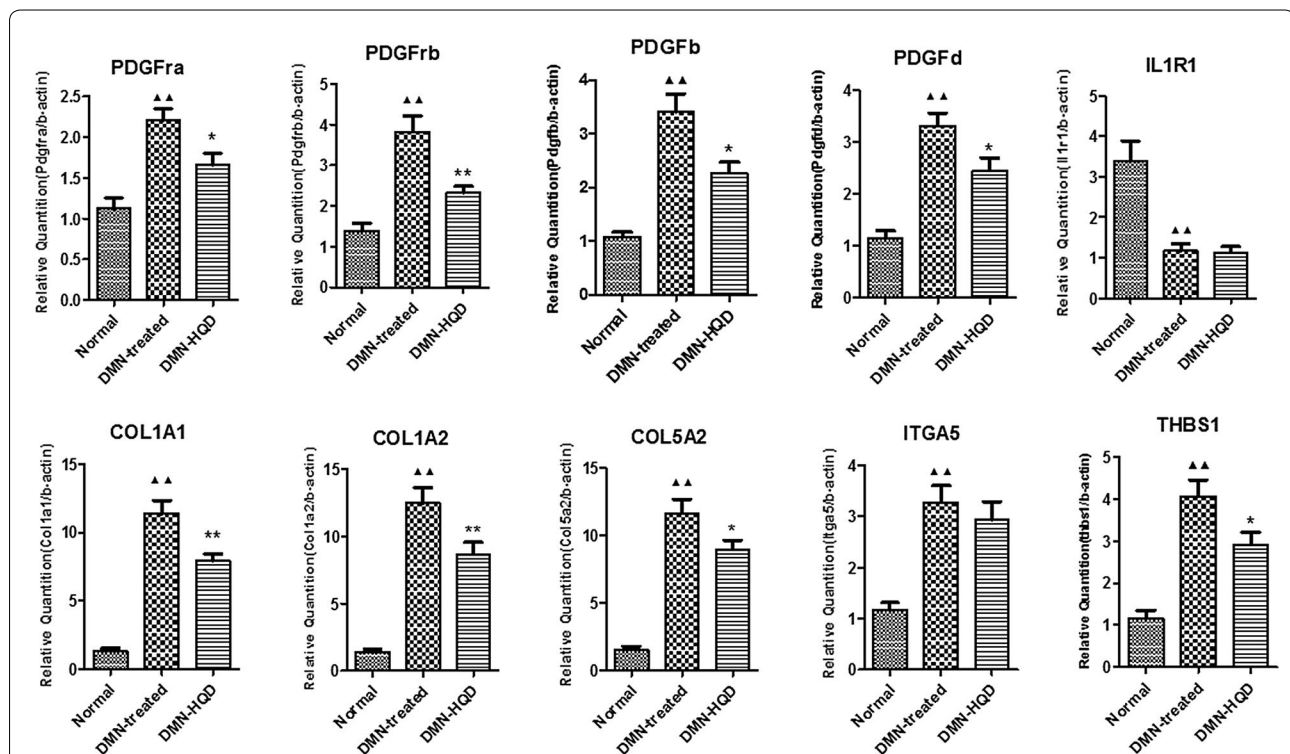 PDGFra
Relative Quantition(Pdgfra/b-actin)
2.5
2.0
1.5
1.0
0.5
0.0
▲▲
*
Normal
DMN-treated
DMN-HQD
PDGFrb
Relative Quantition(Pdgfrb/b-actin)
5
4
3
2
1
0
▲▲
**
Normal
DMN-treated
DMN-HQD
PDGFb
Relative Quantition(Pdgfb/b-actin)
4
3
2
1
0
▲▲
*
Normal
DMN-treated
DMN-HQD
PDGFd
Relative Quantition(Pdgfd/b-actin)
4
3
2
1
0
▲▲
*
Normal
DMN-treated
DMN-HQD
IL1R1
Relative Quantition(Il1r1/b-actin)
5
4
3
2
1
0
▲▲
Normal
DMN-treated
DMN-HQD
COL1A1
Relative Quantition(Col1a1/b-actin)
15
10
5
0
▲▲
**
Normal
DMN-treated
DMN-HQD
COL1A2
Relative Quantition(Col1a2/b-actin)
15
10
5
0
▲▲
**
Normal
DMN-treated
DMN-HQD
COL5A2
Relative Quantition(Col5a2/b-actin)
15
10
5
0
▲▲
*
Normal
DMN-treated
DMN-HQD
ITGA5
Relative Quantition(Itga5/b-actin)
4
3
2
1
0
▲▲
Normal
DMN-treated
DMN-HQD
THBS1
Relative Quantition(thbs1/b-actin)
5
4
3
2
1
0
▲▲
*
Normal
DMN-treated
DMN-HQD